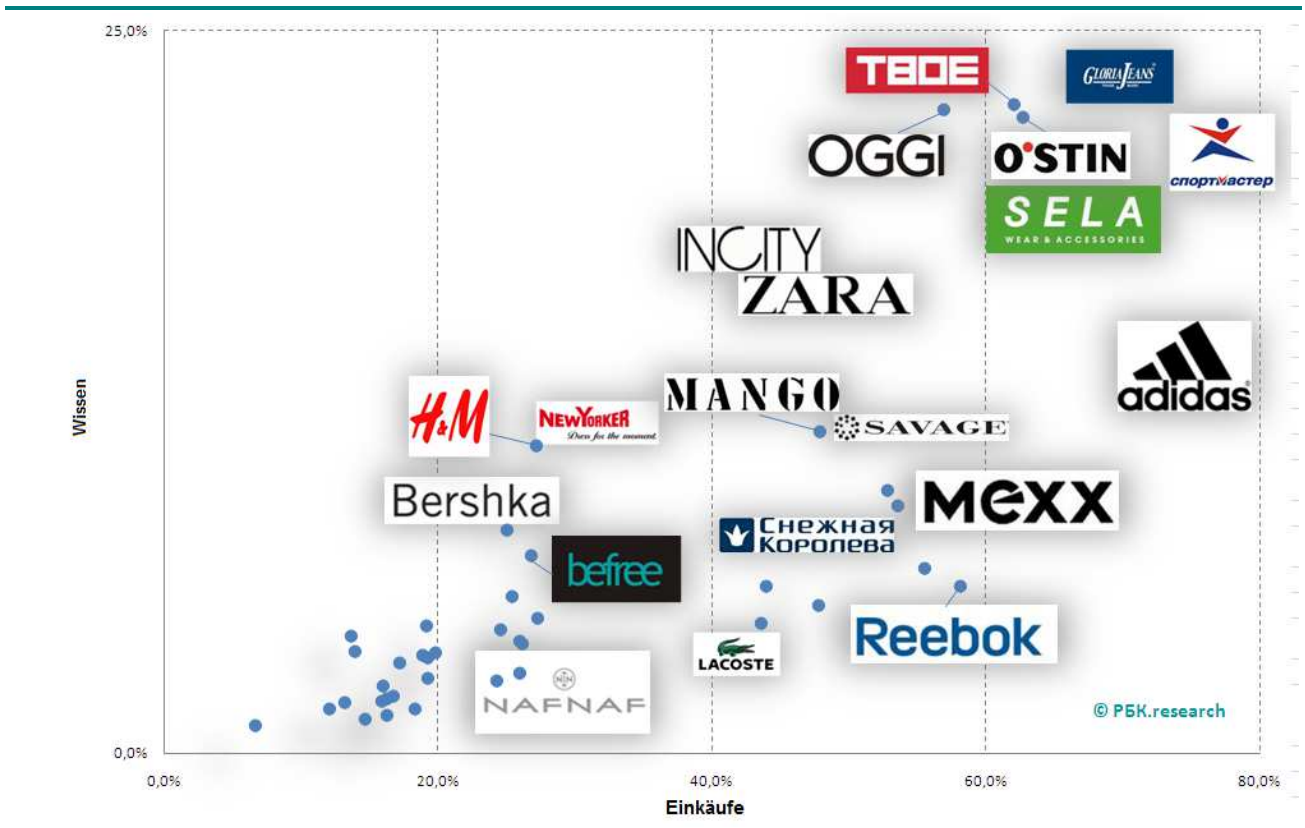 25,0%
ТВОЕ
GLORIA JEANS
OGGI
O'STIN
спортмастер
SELA
WEAR & ACCESSORIES
INCITY
ZARA
adidas
Wissen
H&M
NEWYORKER
Dress for the moment.
MANGO
SAVAGE
Bershka
mexx
СНЕЖНАЯ
КОРОЛЕВА
befree
Reebok
LACOSTE
NAFNAF
© РБК.research
0,0%
0,0%
20,0%
40,0%
60,0%
80,0%
Einkäufe